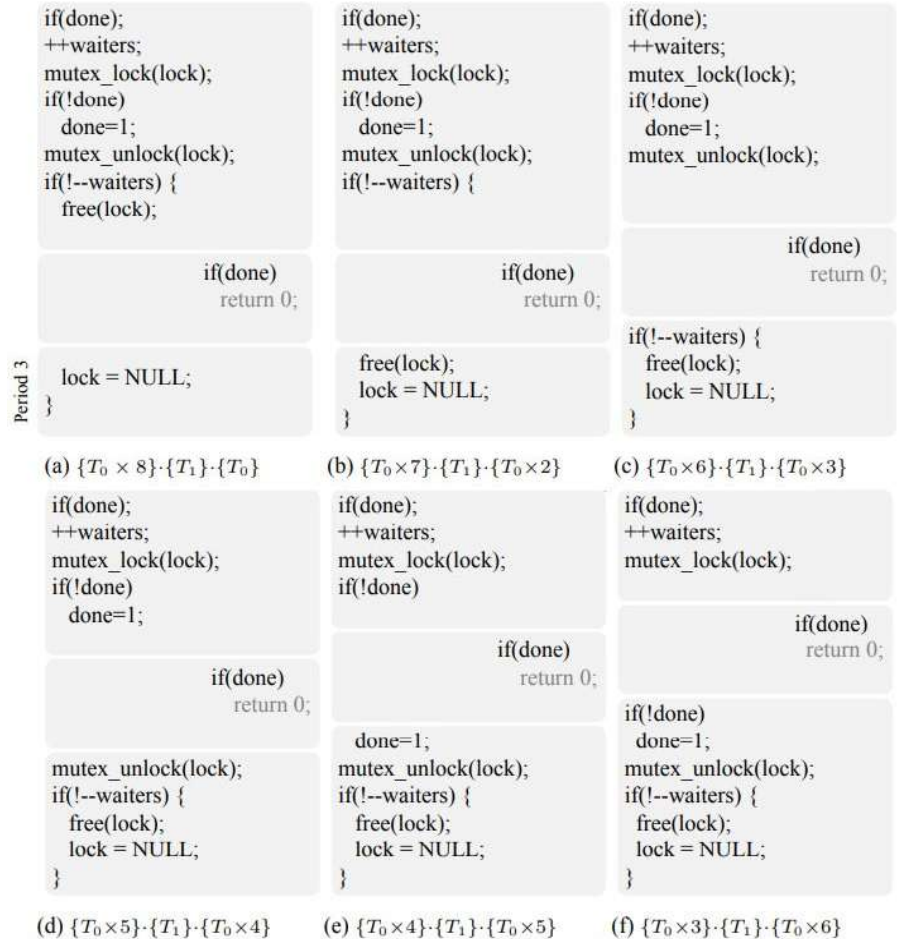 if(done);
++waiters;
mutex_lock(lock);
if(!done)
done=1;
mutex_unlock(lock);
if(!--waiters) {
free(lock);
if(done)
return 0;
Period 3
lock = NULL;
}
(a) {T₀ × 8}·{T₁}·{T₀}
if(done);
++waiters;
mutex_lock(lock);
if(!done)
done=1;
mutex_unlock(lock);
if(!--waiters) {
if(done)
return 0;
free(lock);
lock = NULL;
}
(b) {T₀×7}·{T₁}·{T₀×2}
if(done);
++waiters;
mutex_lock(lock);
if(!done)
done=1;
mutex_unlock(lock);
if(done)
return 0;
if(!--waiters) {
free(lock);
lock = NULL;
}
(c) {T₀×6}·{T₁}·{T₀×3}
if(done);
++waiters;
mutex_lock(lock);
if(!done)
done=1;
if(done)
return 0;
mutex_unlock(lock);
if(!--waiters) {
free(lock);
lock = NULL;
}
(d) {T₀×5}·{T₁}·{T₀×4}
if(done);
++waiters;
mutex_lock(lock);
if(!done)
if(done)
return 0;
done=1;
mutex_unlock(lock);
if(!--waiters) {
free(lock);
lock = NULL;
}
(e) {T₀×4}·{T₁}·{T₀×5}
if(done);
++waiters;
mutex_lock(lock);
if(done)
return 0;
if(!done)
done=1;
mutex_unlock(lock);
if(!--waiters) {
free(lock);
lock = NULL;
}
(f) {T₀×3}·{T₁}·{T₀×6}